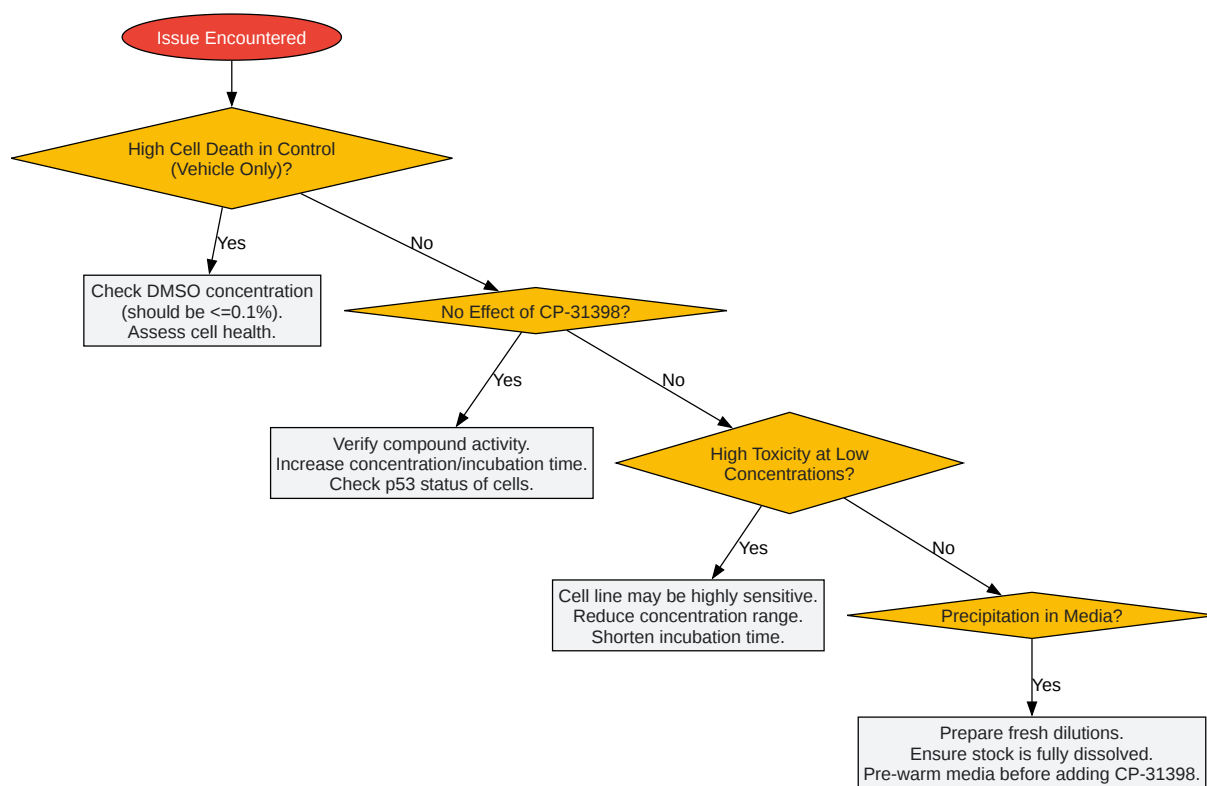 Issue Encountered
High Cell Death in Control
(Vehicle Only)?
Yes
No
Check DMSO concentration
(should be <=0.1%).
Assess cell health.
No Effect of CP-31398?
Yes
No
Verify compound activity.
Increase concentration/incubation time.
Check p53 status of cells.
High Toxicity at Low
Concentrations?
Yes
No
Cell line may be highly sensitive.
Reduce concentration range.
Shorten incubation time.
Precipitation in Media?
Yes
Prepare fresh dilutions.
Ensure stock is fully dissolved.
Pre-warm media before adding CP-31398.